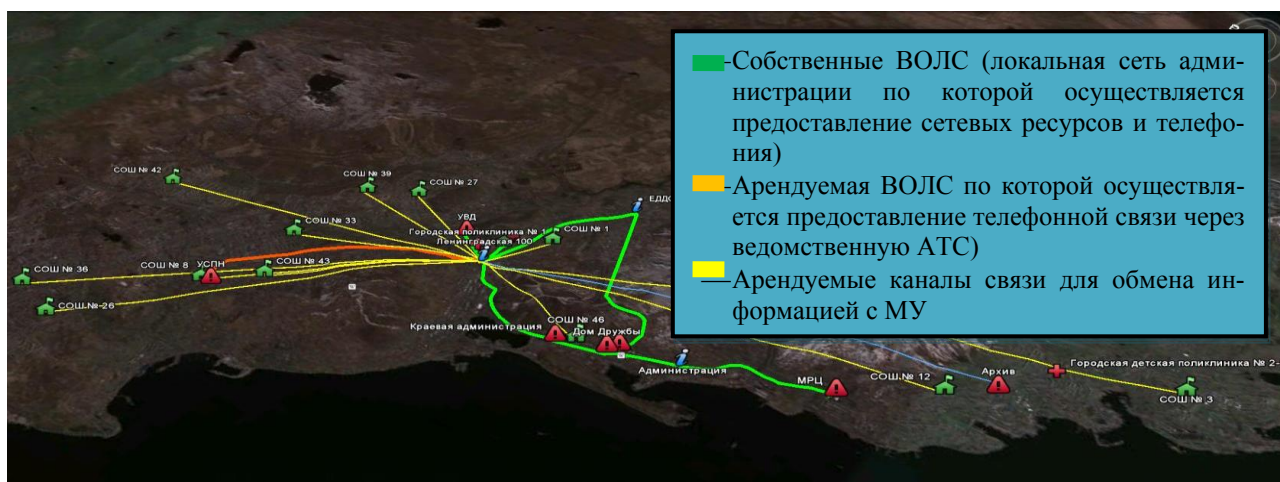 -Собственные ВОЛС (локальная сеть адми-
нистрации по которой осуществляется
предоставление сетевых ресурсов и телефо-
ния)
-Арендуемая ВОЛС по которой осуществля-
ется предоставление телефонной связи через
ведомственную АТС)
—Арендуемые каналы связи для обмена ин-
формацией с МУ
СОШ № 42
СОШ № 39
СОШ № 27
ЕДДС
УВД
СОШ № 33
Городская поликлиника № 1
СОШ № 1
Ленинградская 100
СОШ № 36
СОШ № 8
УСПН
СОШ № 43
СОШ № 26
СОШ № 46
Краевая администрация
Дом Дружбы
Администрация
МРЦ
СОШ № 12
Архив
Городская детская поликлиника № 2-
СОШ № 3